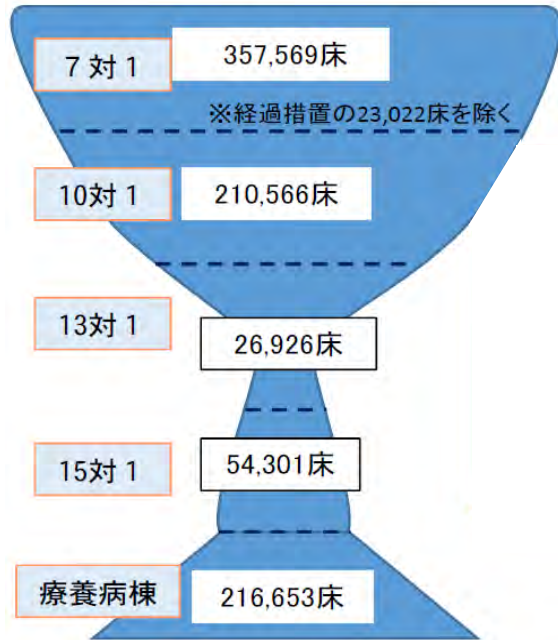 7対1
357,569床
※経過措置の23,022床を除く
10対1
210,566床
13対1
26,926床
15対1
54,301床
療養病棟
216,653床